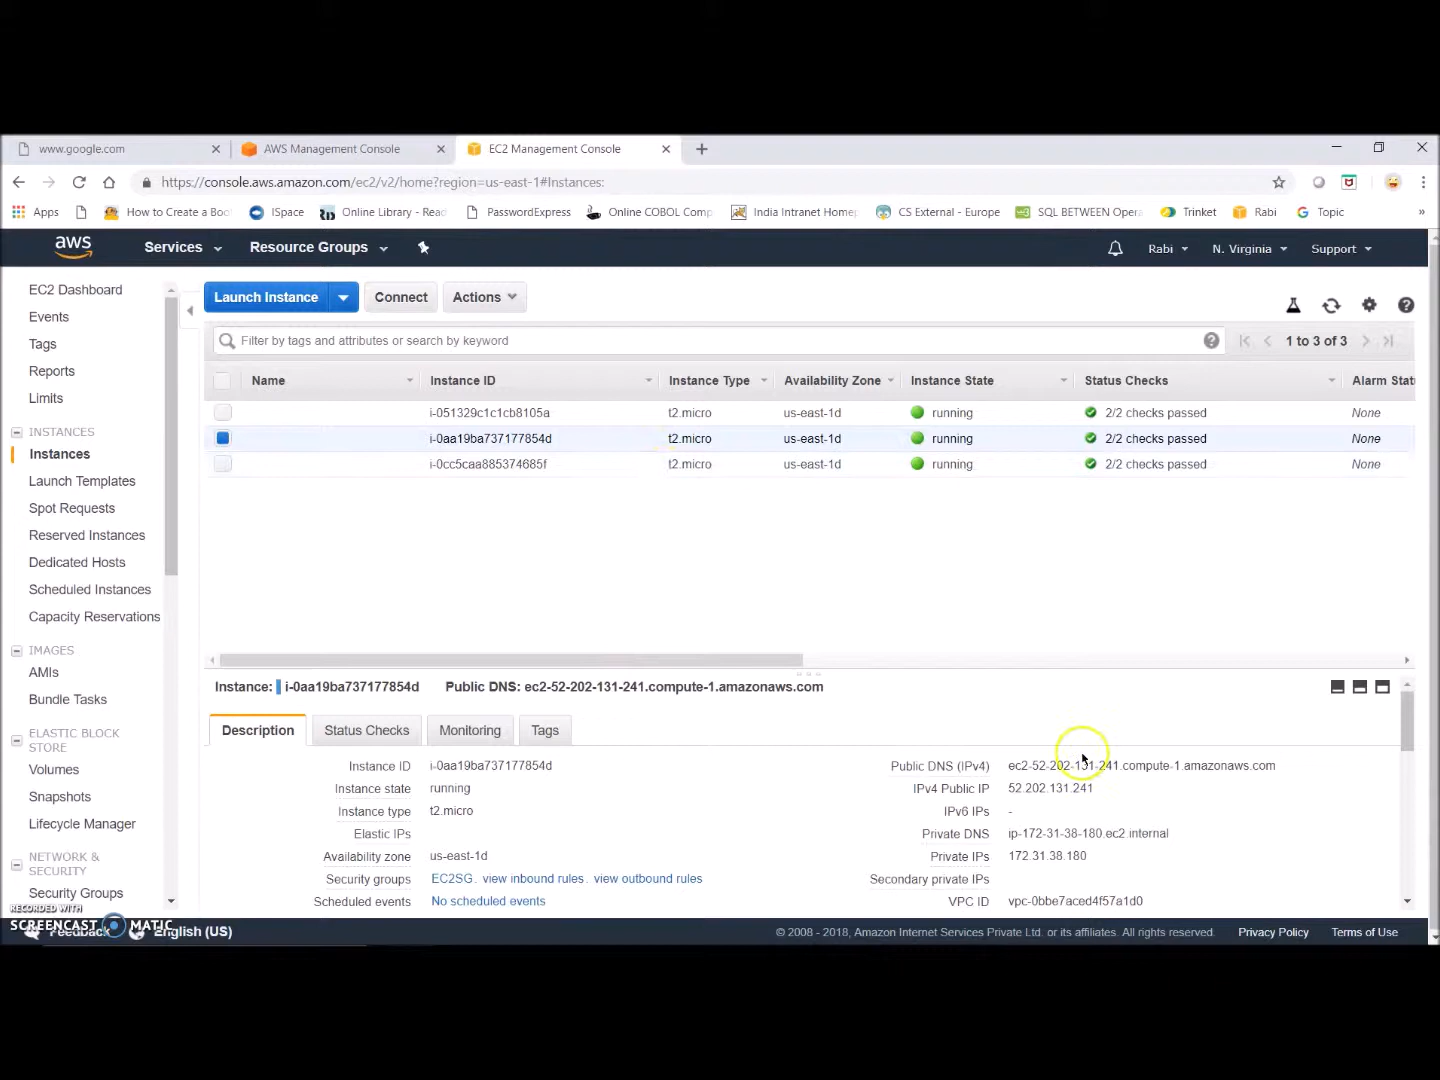 www.google.com
AWS Management Console
EC2 Management Console
https://console.aws.amazon.com/ec2/v2/home?region=us-east-1#Instances:
Apps
How to Create a Boo
ISpace
Online Library - Read
PasswordExpress
Online COBOL Comp
India Intranet Home
CS External - Europe
SQL BETWEEN Opera
Trinket
Rabi
Topic
»
aws
Services
Resource Groups
Rabi
N. Virginia
Support
EC2 Dashboard
Events
Tags
Reports
Limits
INSTANCES
Instances
Launch Templates
Spot Requests
Reserved Instances
Dedicated Hosts
Scheduled Instances
Capacity Reservations
IMAGES
AMIs
Bundle Tasks
ELASTIC BLOCK
STORE
Volumes
Snapshots
Lifecycle Manager
NETWORK &
SECURITY
Security Groups
Launch Instance
Connect
Actions
Filter by tags and attributes or search by keyword
1 to 3 of 3
Name Instance ID Instance Type Availability Zone Instance State Status Checks Alarm Stat
i-051329c1c1cb8105a t2.micro us-east-1d running 2/2 checks passed None
i-0aa19ba737177854d t2.micro us-east-1d running 2/2 checks passed None
i-0cc5caa885374685f t2.micro us-east-1d running 2/2 checks passed None
Instance: i-0aa19ba737177854d Public DNS: ec2-52-202-131-241.compute-1.amazonaws.com
Description
Status Checks
Monitoring
Tags
Instance ID i-0aa19ba737177854d
Instance state running
Instance type t2.micro
Elastic IPs
Availability zone us-east-1d
Security groups EC2SG. view inbound rules. view outbound rules
Scheduled events No scheduled events
Public DNS (IPv4) ec2-52-202-131-241.compute-1.amazonaws.com
IPv4 Public IP 52.202.131.241
IPv6 IPs -
Private DNS ip-172-31-38-180.ec2.internal
Private IPs 172.31.38.180
Secondary private IPs
VPC ID vpc-0bbe7aced4f57a1d0
RECORDED WITH
SCREENCAST MATIC
Feedback
English (US)
© 2008 - 2018, Amazon Internet Services Private Ltd. or its affiliates. All rights reserved.
Privacy Policy
Terms of Use